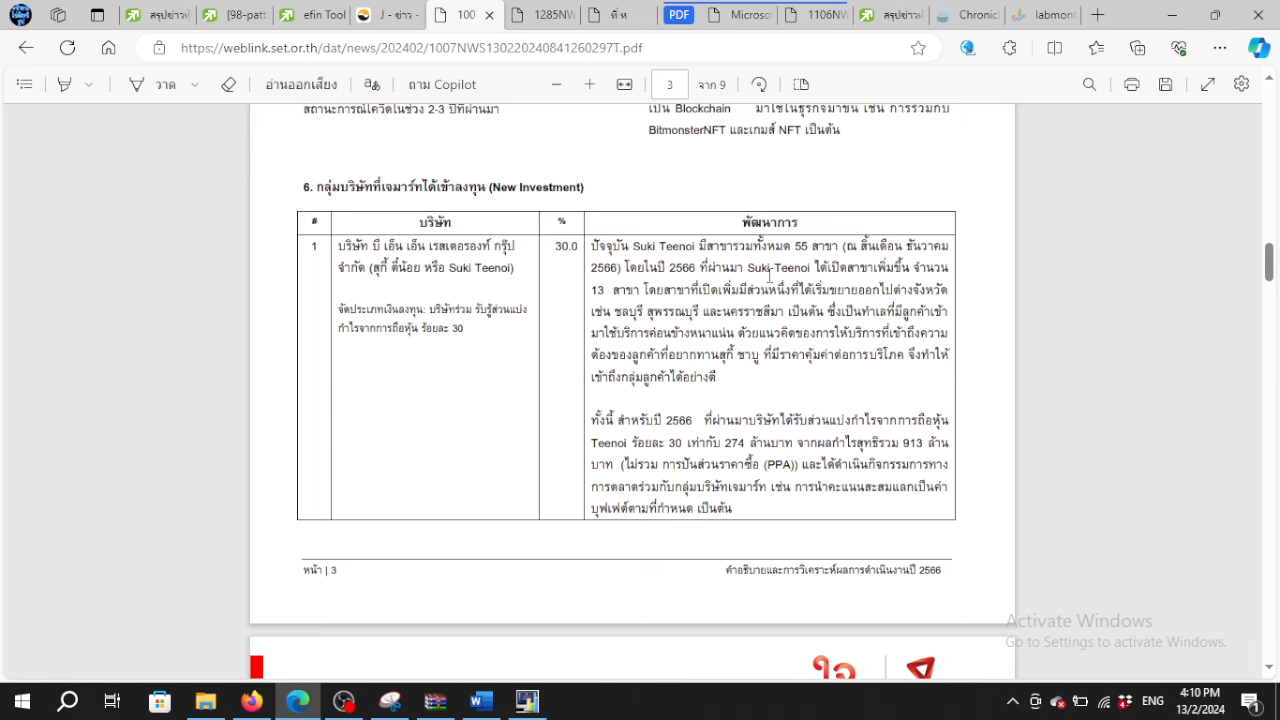 สรุปข่าวหุ้
[98-patt
efin Tool
J - ราคา
100
1285NW
ที่ ห
PDF
Microso
1106NW
สรุปข่าวหุ้
Chronic
labmont
https://weblink.set.or.th/dat/news/202402/1007NWS130220240841260297T.pdf
วาด
อ่านออกเสียง
aあ
ถาม Copilot
3
จาก 9
สถานะการณ์โควิดในช่วง 2-3 ปีที่ผ่านมา
เป็น Blockchain มาใช้ในธุรกิจมาขึ้น เช่น การร่วมกับ
BitmonsterNFT และเกมส์ NFT เป็นต้น
6. กลุ่มบริษัทที่เจมาร์ทได้เข้าลงทุน (New Investment)
# บริษัท % พัฒนาการ
1 บริษัท บี เอ็น เอ็น เรสเตอรองท์ กรุ๊ป 30.0 ปัจจุบัน Suki Teenoi มีสาขารวมทั้งหมด 55 สาขา (ณ สิ้นเดือน ธันวาคม
จำกัด (สุกี้ ตี๋น้อย หรือ Suki Teenoi) 2566) โดยในปี 2566 ที่ผ่านมา Suki Teenoi ได้เปิดสาขาเพิ่มขึ้น จำนวน
13 สาขา โดยสาขาที่เปิดเพิ่มมีส่วนหนึ่งที่ได้เริ่มขยายออกไปต่างจังหวัด
จัดประเภทเงินลงทุน: บริษัทร่วม รับรู้ส่วนแบ่ง เช่น ชลบุรี สุพรรณบุรี และนครราชสีมา เป็นต้น ซึ่งเป็นทำเลที่มีลูกค้าเข้า
กำไรจากการถือหุ้น ร้อยละ 30 มาใช้บริการค่อนข้างหนาแน่น ด้วยแนวคิดของการให้บริการที่เข้าถึงความ
ต้องของลูกค้าที่อยากทานสุกี้ ชาบู ที่มีราคาคุ้มค่าต่อการบริโภค จึงทำให้
เข้าถึงกลุ่มลูกค้าได้อย่างดี
ทั้งนี้ สำหรับปี 2566 ที่ผ่านมาบริษัทได้รับส่วนแบ่งกำไรจากการถือหุ้น
Teenoi ร้อยละ 30 เท่ากับ 274 ล้านบาท จากผลกำไรสุทธิรวม 913 ล้าน
บาท (ไม่รวม การปันส่วนราคาซื้อ (PPA)) และได้ดำเนินกิจกรรมการทาง
การตลาดร่วมกับกลุ่มบริษัทเจมาร์ท เช่น การนำคะแนนสะสมแลกเป็นค่า
บุฟเฟ่ต์ตามที่กำหนด เป็นต้น
หน้า | 3
คำอธิบายและการวิเคราะห์ผลการดำเนินงานปี 2566
Activate Windows
Go to Settings to activate Windows.
ใจ
ENG
4:10 PM
13/2/2024
1